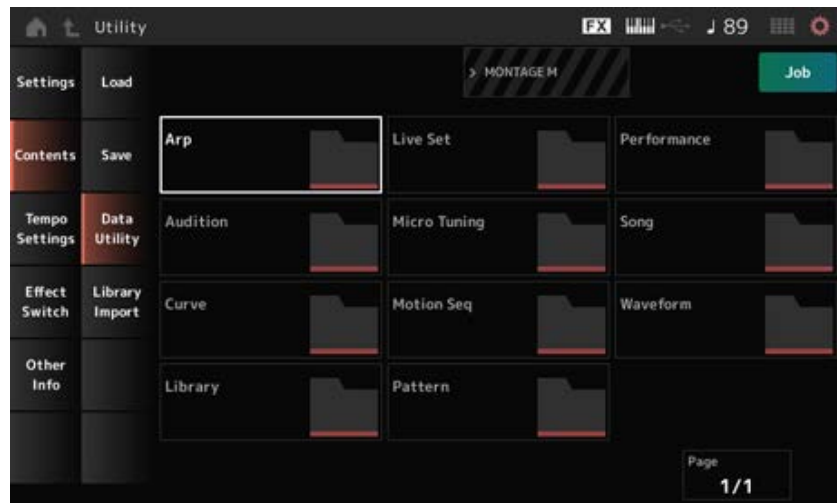 Utility
FX
♩ 89
Settings
Load
> MONTAGE M
Job
Contents
Save
Arp
Live Set
Performance
Tempo
Settings
Data
Utility
Audition
Micro Tuning
Song
Effect
Switch
Library
Import
Curve
Motion Seq
Waveform
Other
Info
Library
Pattern
Page
1/1